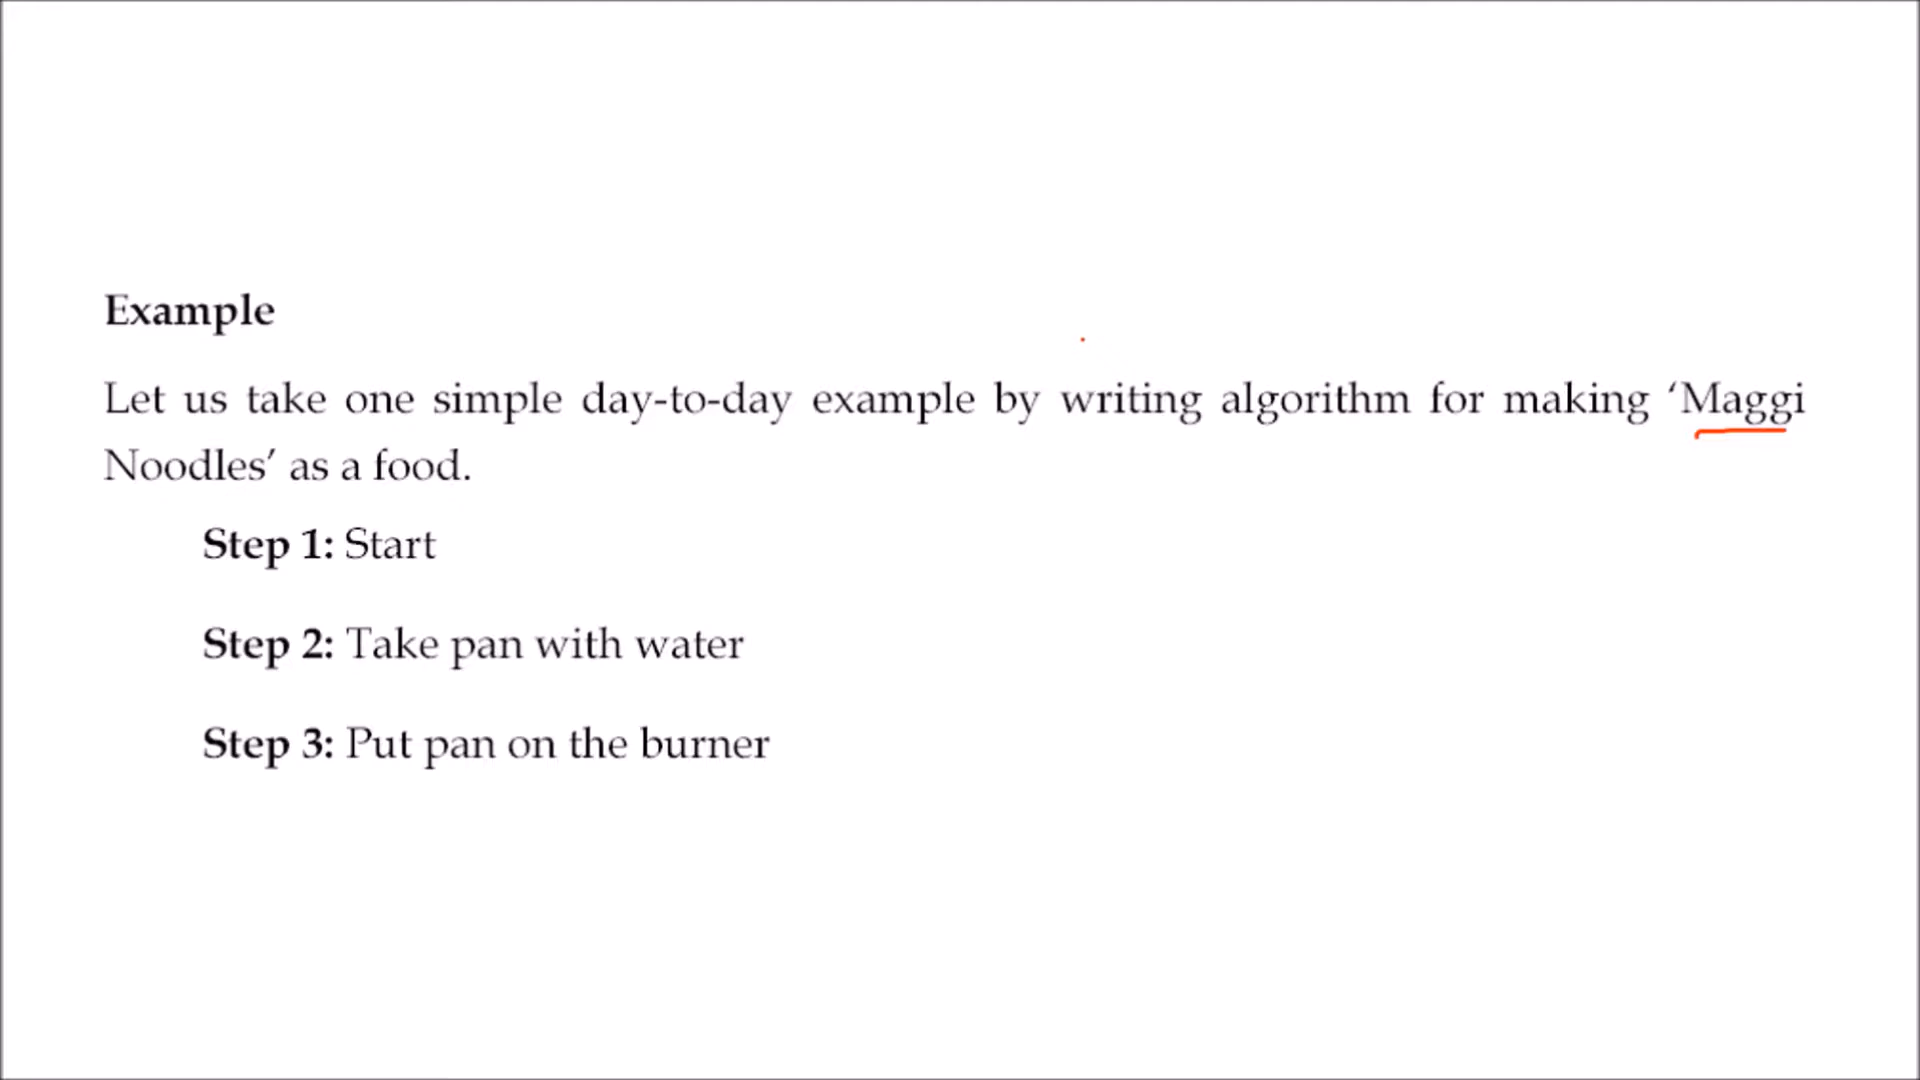 Example
Let us take one simple day-to-day example by writing algorithm for making ‘Maggi
Noodles’ as a food.
Step 1: Start
Step 2: Take pan with water
Step 3: Put pan on the burner